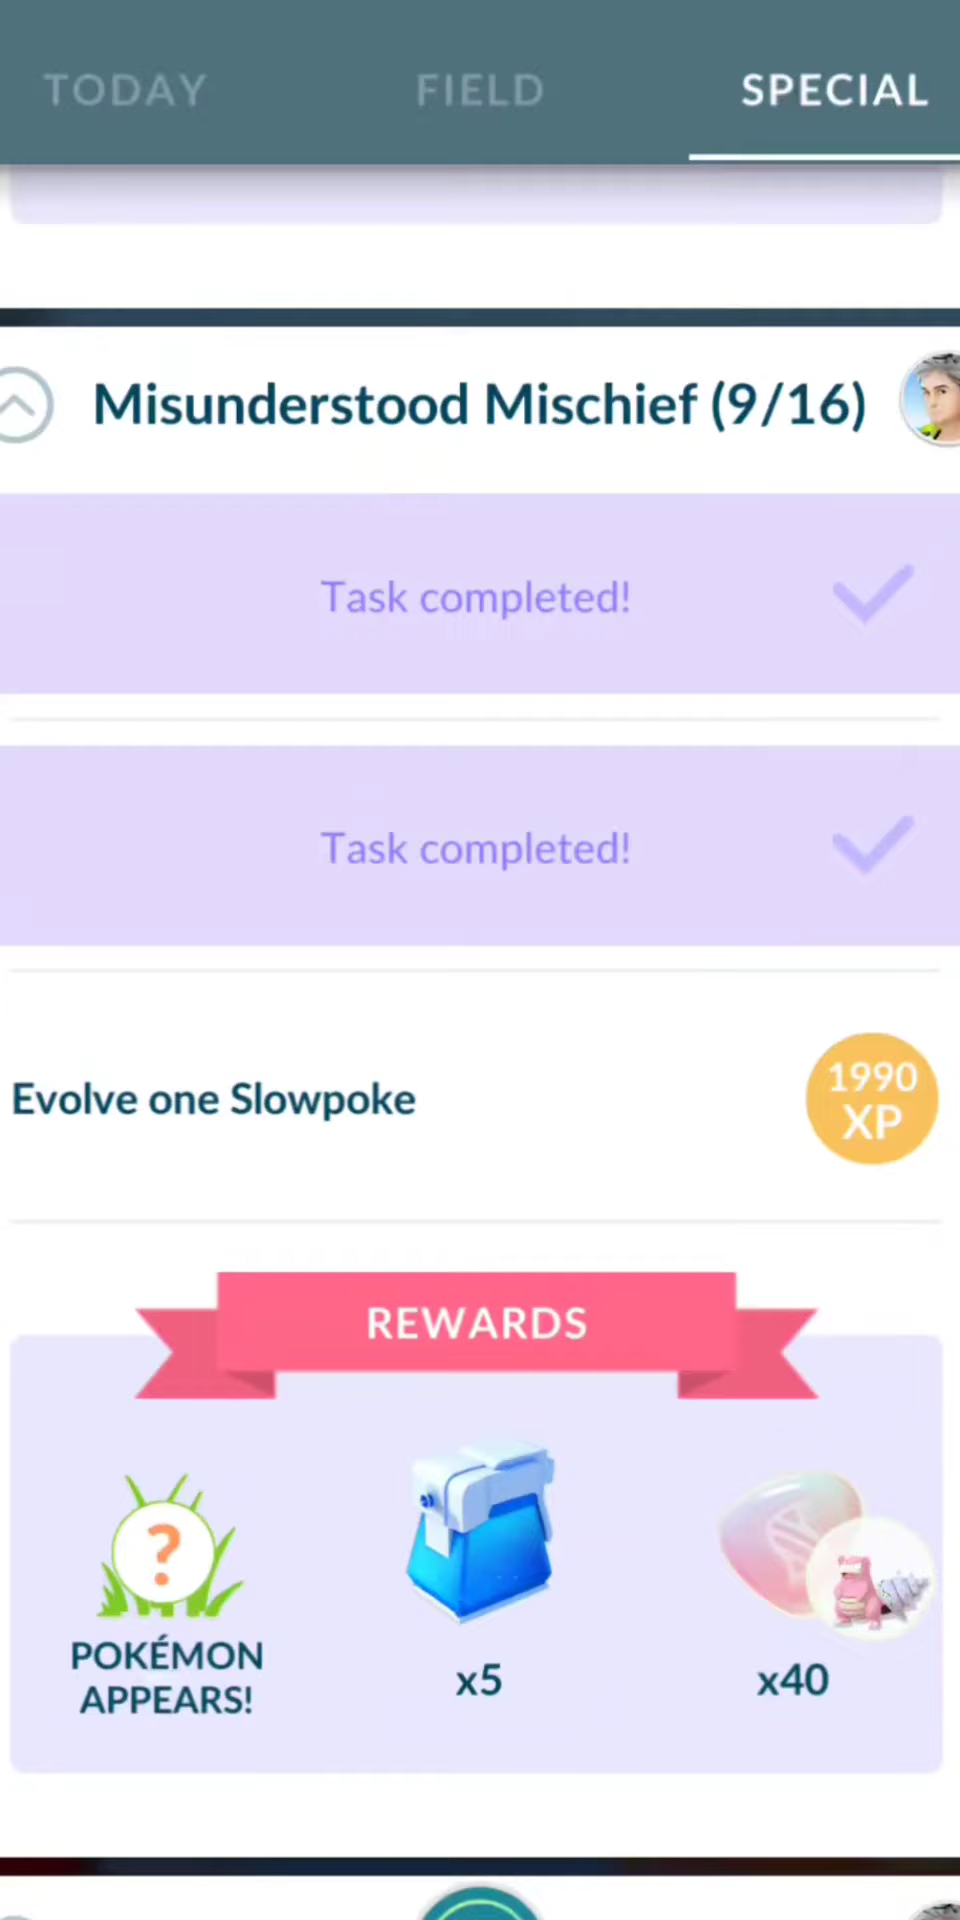 TODAY
FIELD
SPECIAL
Misunderstood Mischief (9/16)
Task completed!
Task completed!
Evolve one Slowpoke
1990
XP
REWARDS
?
POKÉMON
APPEARS!
x5
x40